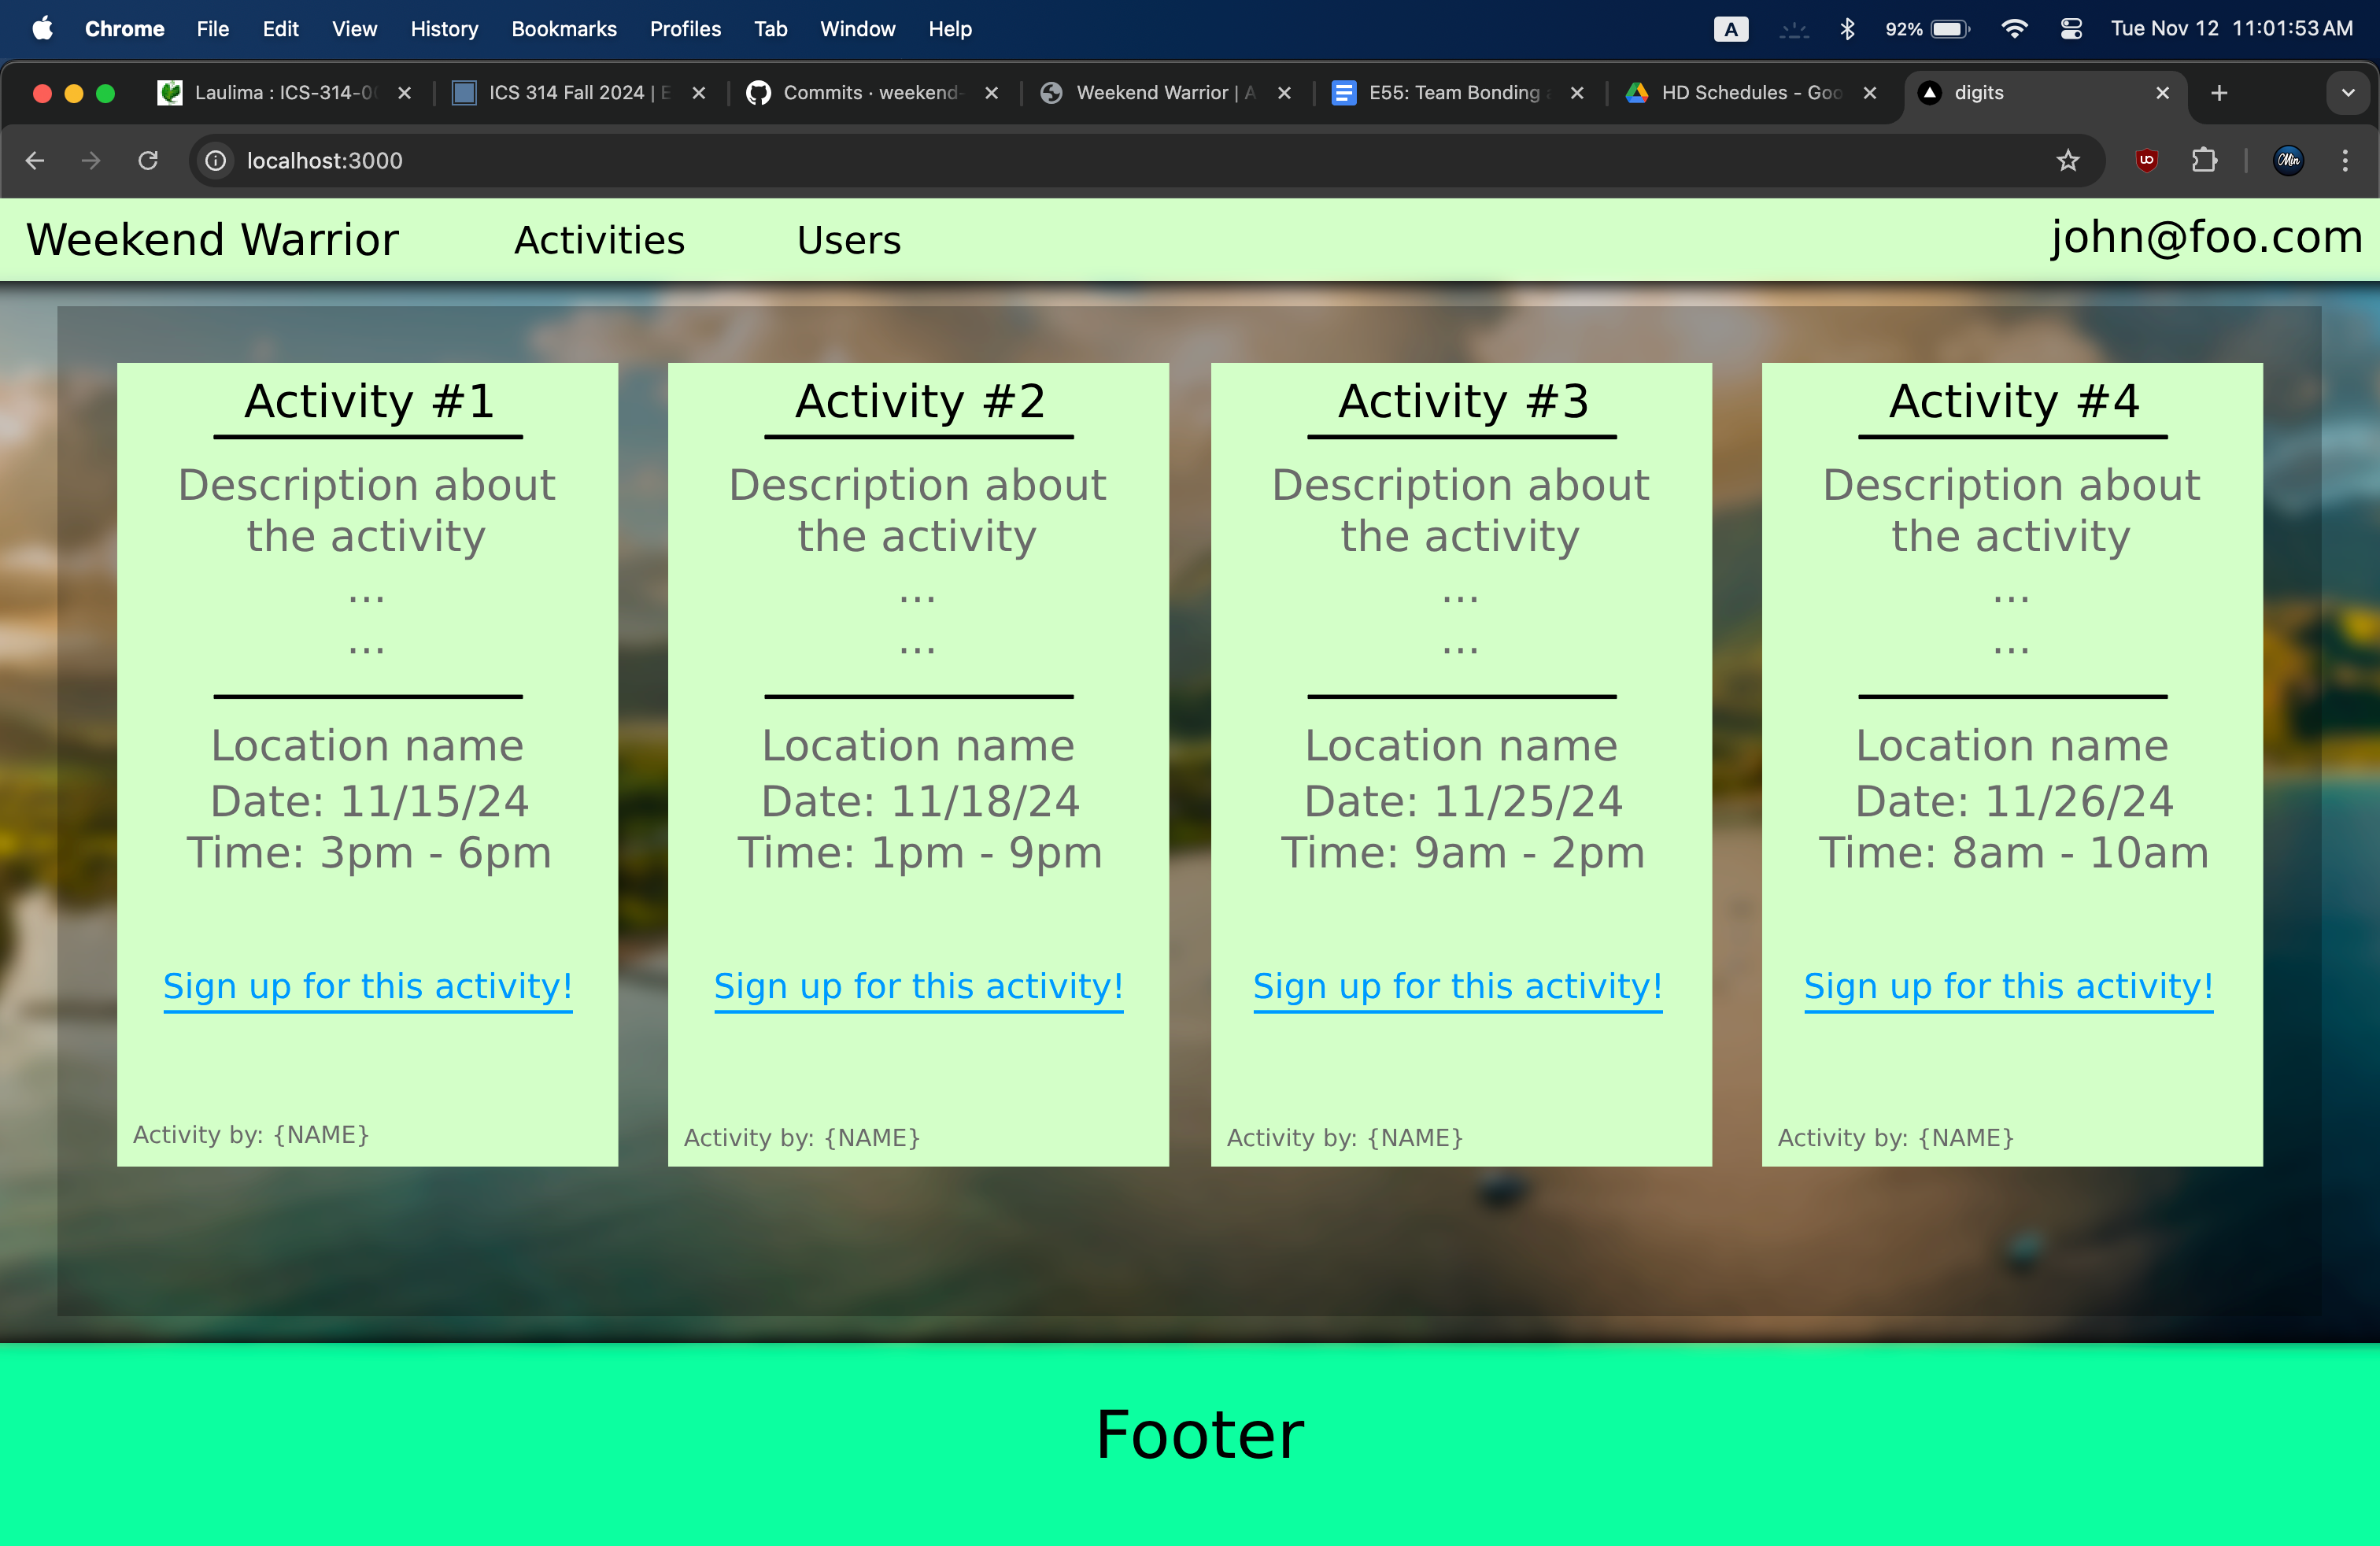 Chrome File Edit View History Bookmarks Profiles Tab Window Help A 92% Tue Nov 12 11:01:53 AM
Laulima : ICS-314-0 ICS 314 Fall 2024 | E Commits · weekend- Weekend Warrior | A E55: Team Bonding HD Schedules - Goo digits
localhost:3000
Weekend Warrior Activities Users john@foo.com
Activity #1
Description about
the activity
...
...
Location name
Date: 11/15/24
Time: 3pm - 6pm
Sign up for this activity!
Activity by: {NAME}
Activity #2
Description about
the activity
...
...
Location name
Date: 11/18/24
Time: 1pm - 9pm
Sign up for this activity!
Activity by: {NAME}
Activity #3
Description about
the activity
...
...
Location name
Date: 11/25/24
Time: 9am - 2pm
Sign up for this activity!
Activity by: {NAME}
Activity #4
Description about
the activity
...
...
Location name
Date: 11/26/24
Time: 8am - 10am
Sign up for this activity!
Activity by: {NAME}
Footer